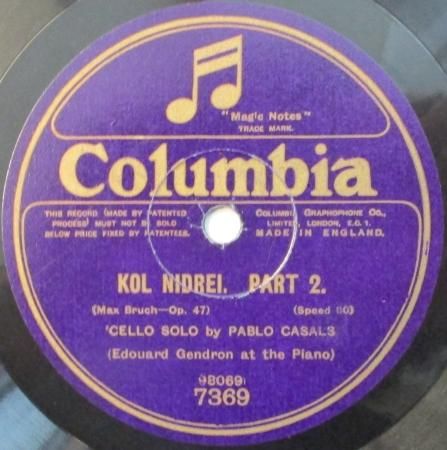 "Magic Notes"
TRADE MARK.
Columbia
THIS RECORD (MADE BY PATENTED
PROCESS) MUST NOT BE SOLD
BELOW PRICE FIXED BY PATENTEES.
COLUMBIA GRAPHOPHONE CO.,
LIMITED, LONDON, E.C. 1.
MADE IN ENGLAND.
KOL NIDREI. PART 2.
(Max Bruch—Op. 47) (Speed 80)
'CELLO SOLO by PABLO CASALS
(Edouard Gendron at the Piano)
(98069)
7369